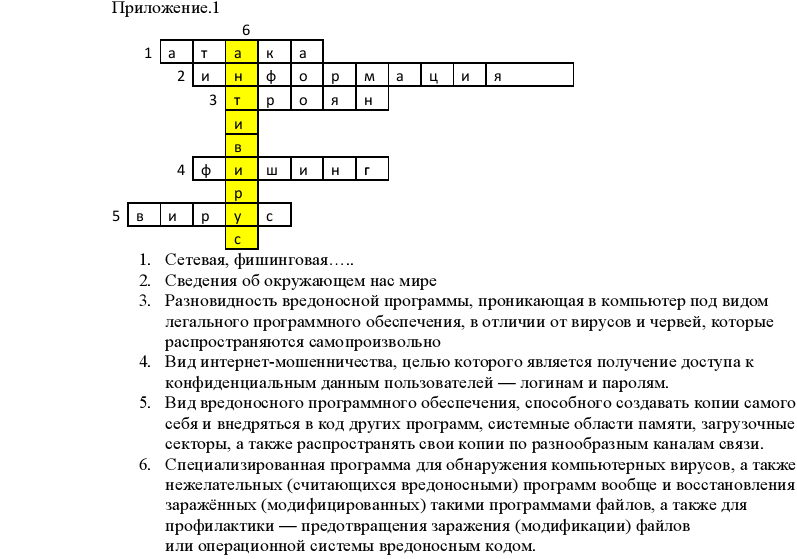 Приложение.1
6
1 а т а к а
2 и н ф о р м а ц и я
3 т р о я н
и
в
4 ф и ш и н г
р
5 в и р у с
с
1. Сетевая, фишинговая…..
2. Сведения об окружающем нас мире
3. Разновидность вредоносной программы, проникающая в компьютер под видом
легального программного обеспечения, в отличии от вирусов и червей, которые
распространяются самопроизвольно
4. Вид интернет-мошенничества, целью которого является получение доступа к
конфиденциальным данным пользователей — логинам и паролям.
5. Вид вредоносного программного обеспечения, способного создавать копии самого
себя и внедряться в код других программ, системные области памяти, загрузочные
секторы, а также распространять свои копии по разнообразным каналам связи.
6. Специализированная программа для обнаружения компьютерных вирусов, а также
нежелательных (считающихся вредоносными) программ вообще и восстановления
заражённых (модифицированных) такими программами файлов, а также для
профилактики — предотвращения заражения (модификации) файлов
или операционной системы вредоносным кодом.